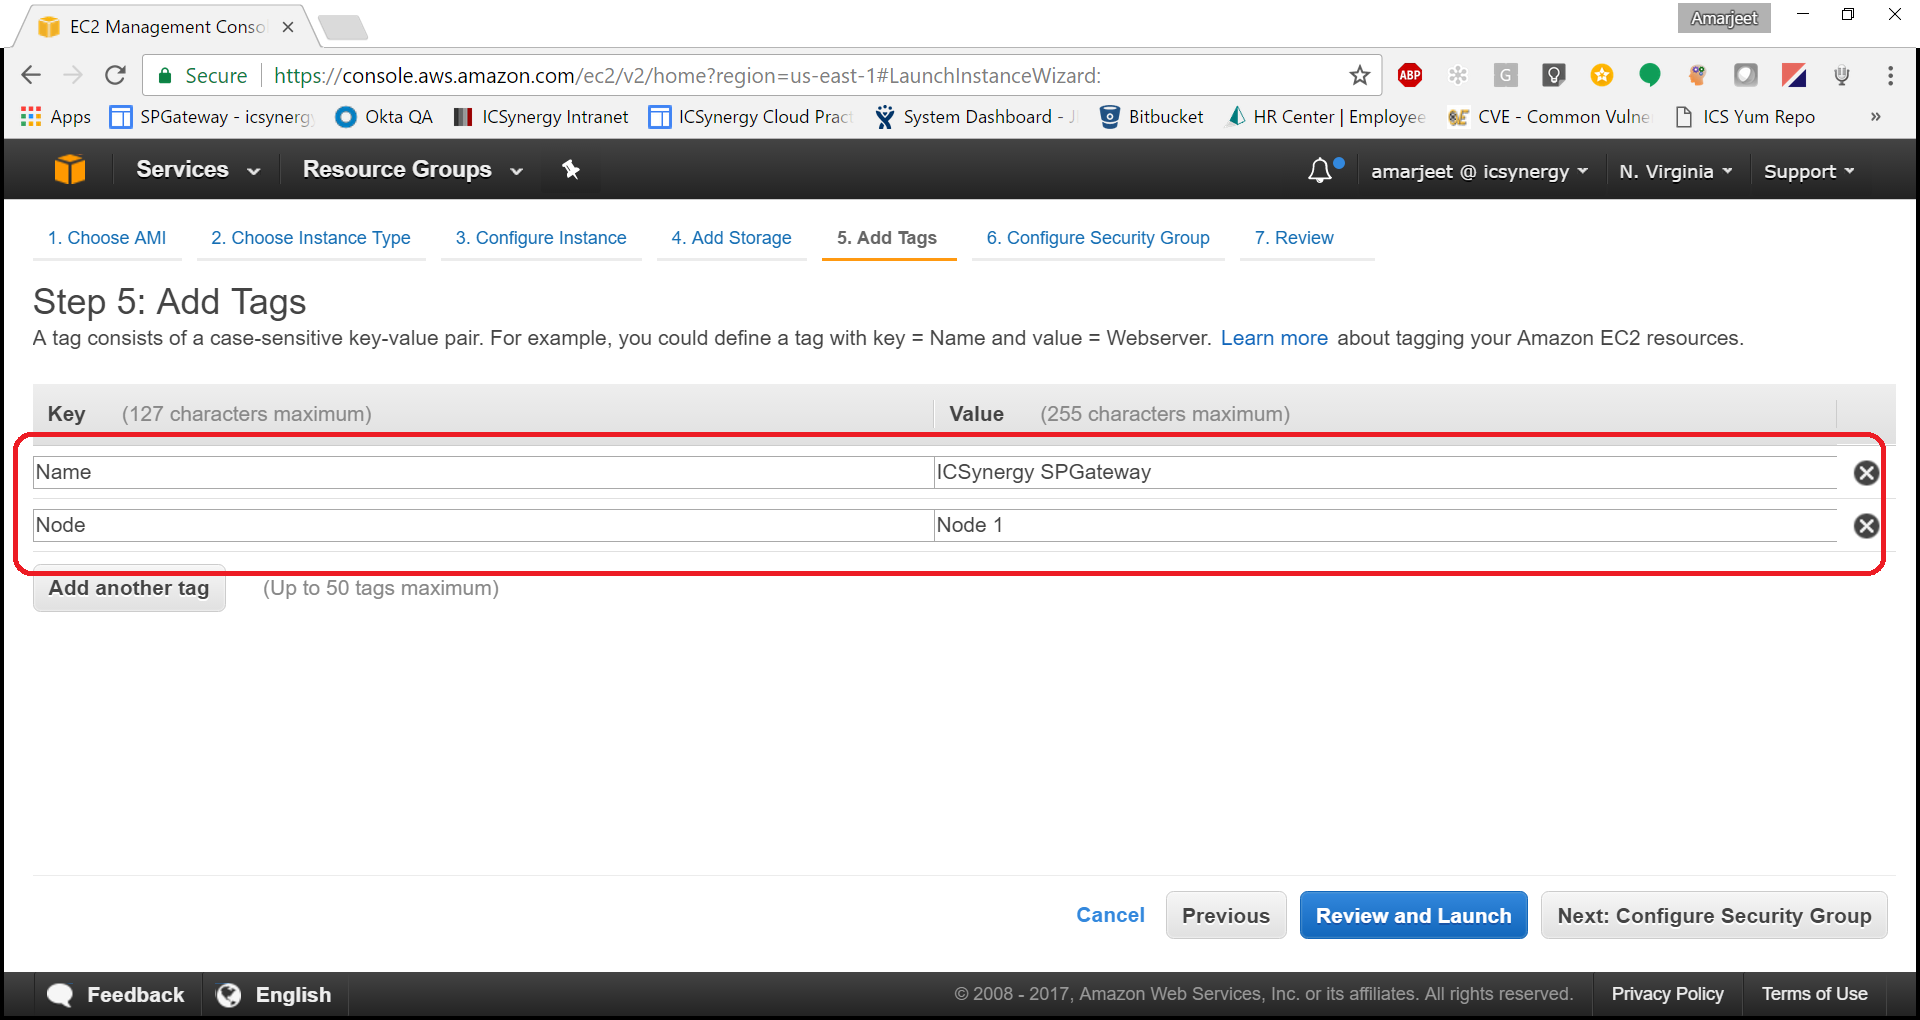 EC2 Management Conso
Amarjeet
Secure https://console.aws.amazon.com/ec2/v2/home?region=us-east-1#LaunchInstanceWizard:
ABP G
Apps SPGateway - icsynergy Okta QA ICSynergy Intranet ICSynergy Cloud Pract System Dashboard - JI Bitbucket HR Center | Employee CVE - Common Vulne ICS Yum Repo »
Services Resource Groups amarjeet @ icsynergy N. Virginia Support
1. Choose AMI 2. Choose Instance Type 3. Configure Instance 4. Add Storage 5. Add Tags 6. Configure Security Group 7. Review
Step 5: Add Tags
A tag consists of a case-sensitive key-value pair. For example, you could define a tag with key = Name and value = Webserver. Learn more about tagging your Amazon EC2 resources.
Key (127 characters maximum) Value (255 characters maximum)
Name ICSynergy SPGateway
Node Node 1
Add another tag (Up to 50 tags maximum)
Cancel Previous Review and Launch Next: Configure Security Group
Feedback English © 2008 - 2017, Amazon Web Services, Inc. or its affiliates. All rights reserved. Privacy Policy Terms of Use